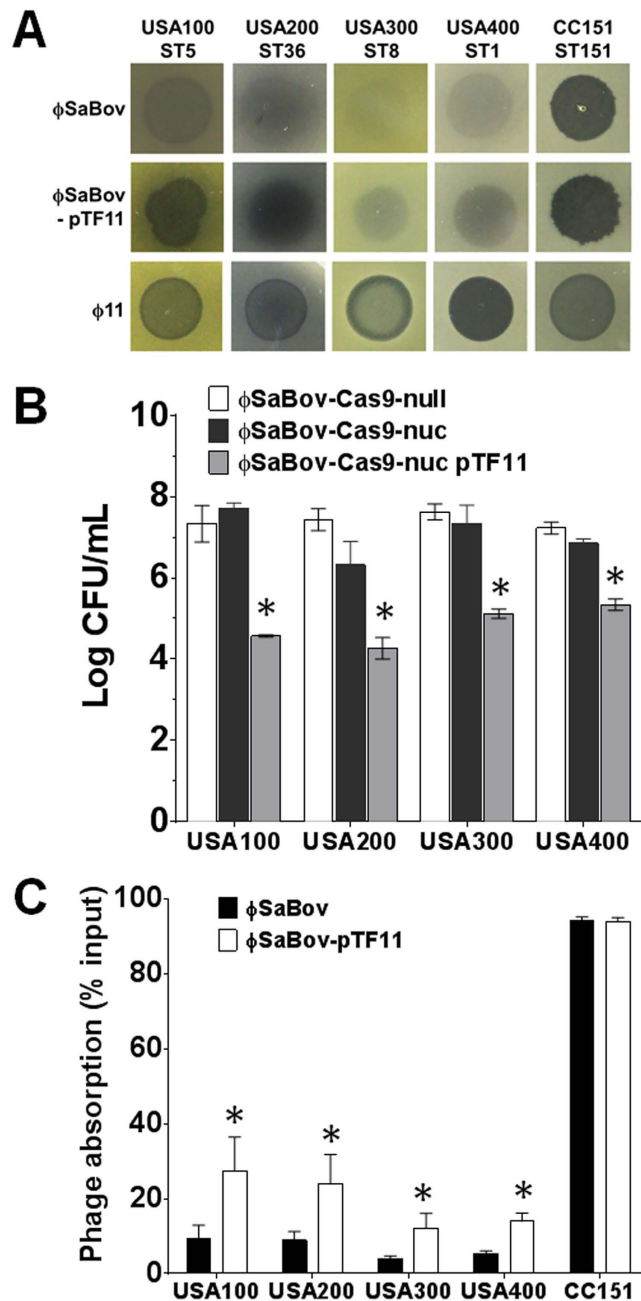 A
USA100 USA200 USA300 USA400 CC151
ST5 ST36 ST8 ST1 ST151
ϕSaBov
ϕSaBov
- pTF11
ϕ11
B
ϕSaBov-Cas9-null
ϕSaBov-Cas9-nuc
ϕSaBov-Cas9-nuc pTF11
Log CFU/mL
10
8
6
4
2
0
* * * *
USA100 USA200 USA300 USA400
C
ϕSaBov
ϕSaBov-pTF11
Phage absorption (% input)
100
80
60
40
20
0
* * * *
USA100 USA200 USA300 USA400 CC151